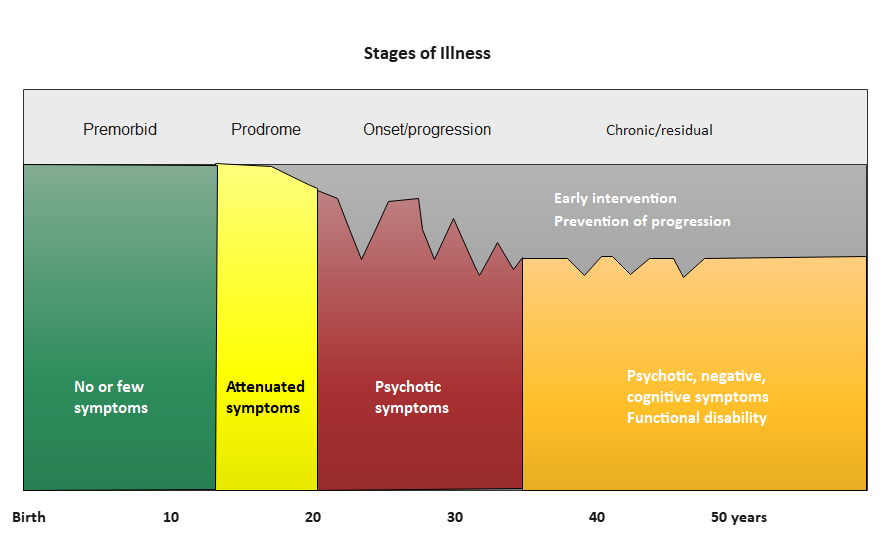 Stages of Illness
Premorbid
Prodrome
Onset/progression
Chronic/residual
Early intervention
Prevention of progression
No or few
symptoms
Attenuated
symptoms
Psychotic
symptoms
Psychotic, negative,
cognitive symptoms
Functional disability
Birth 10 20 30 40 50 years